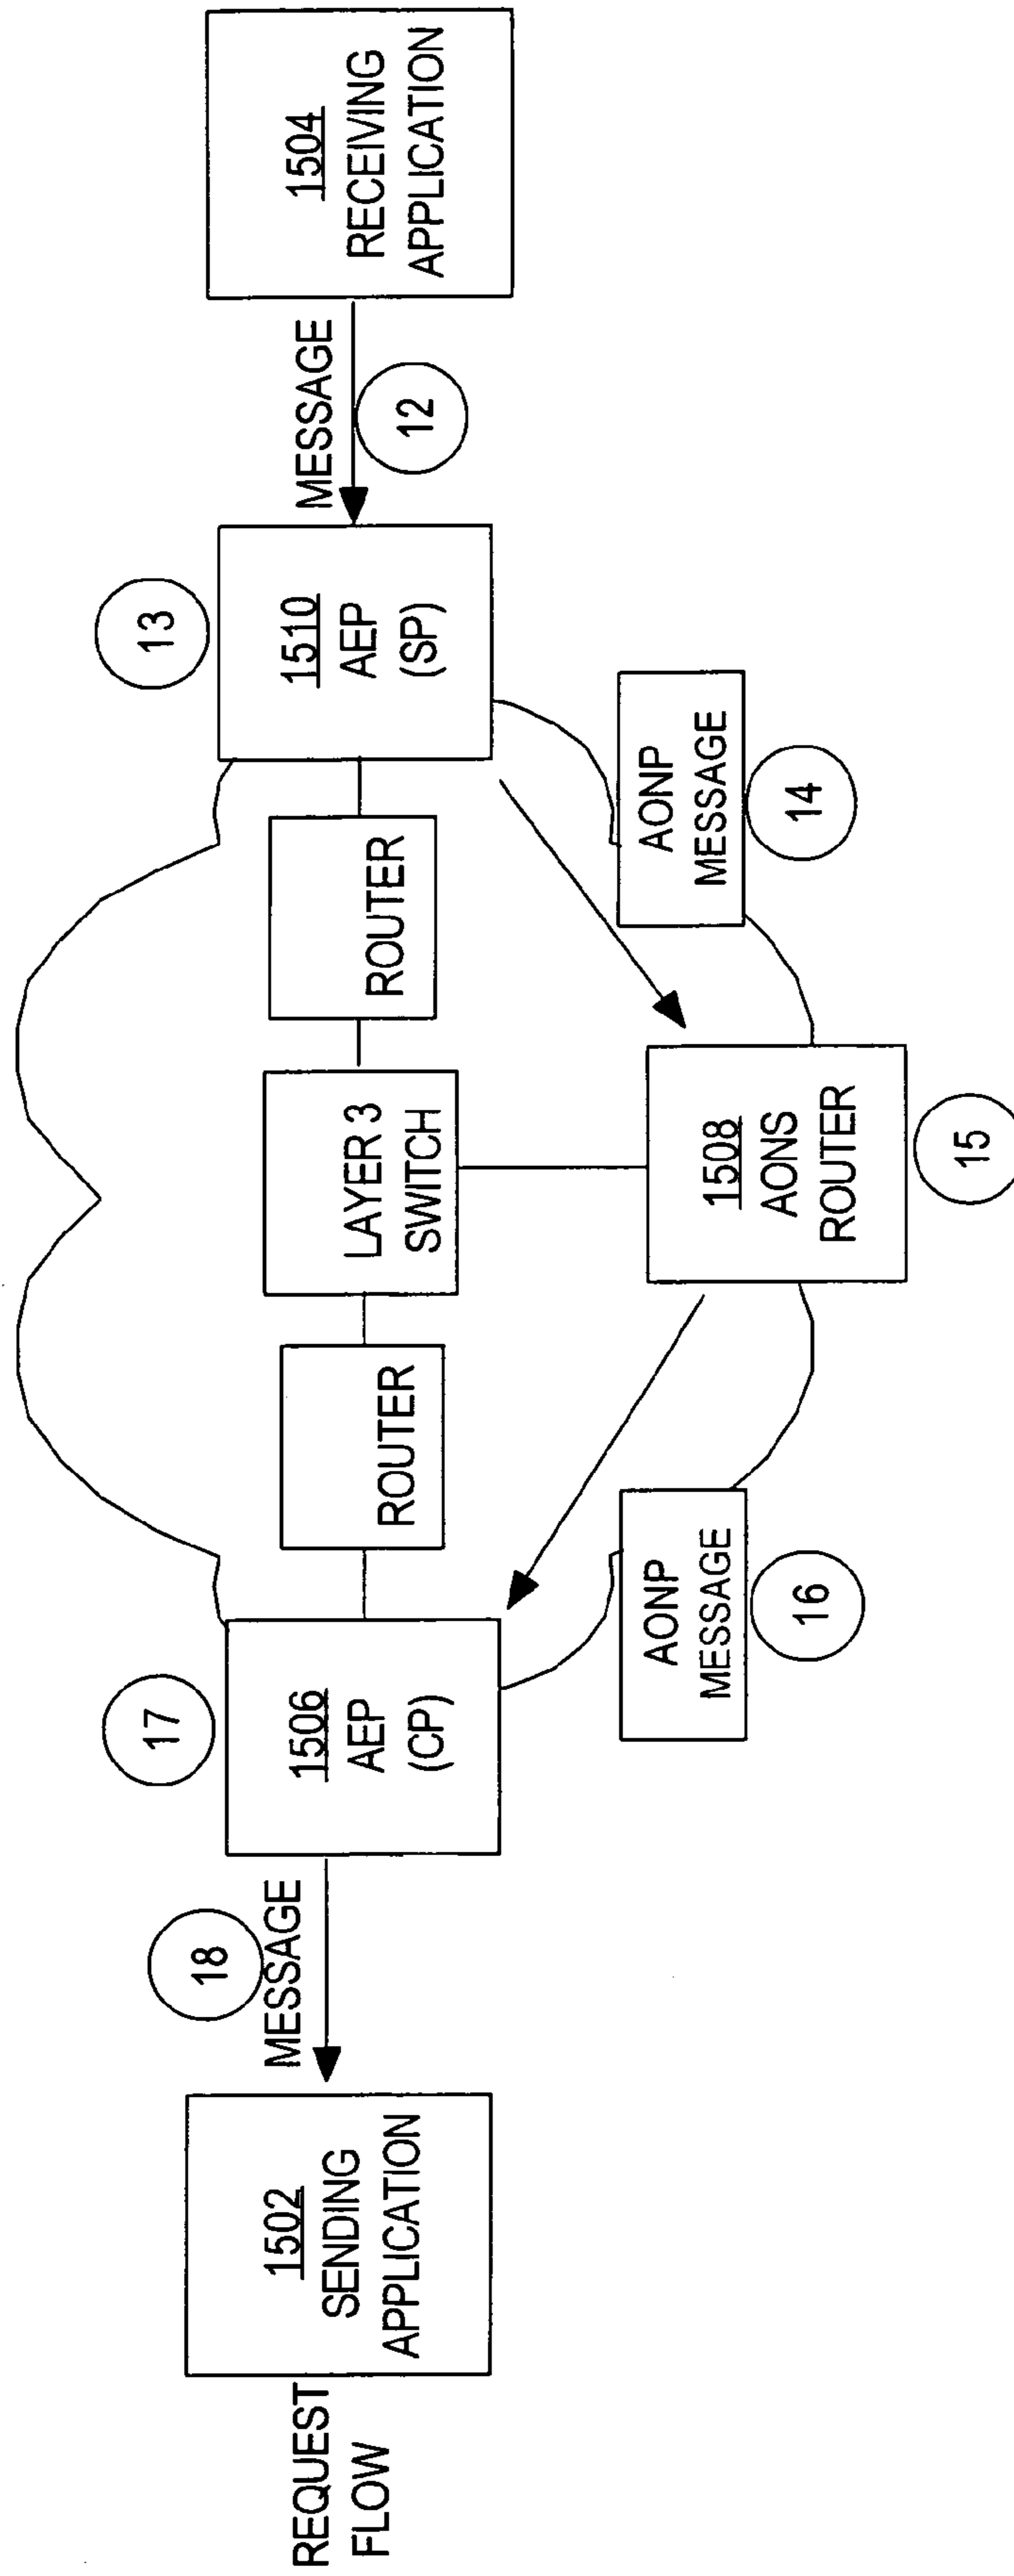 REQUEST
FLOW
1502
SENDING
APPLICATION
18
MESSAGE
17
1506
AEP
(CP)
ROUTER
LAYER 3
SWITCH
ROUTER
13
1510
AEP
(SP)
MESSAGE
12
1504
RECEIVING
APPLICATION
AONP
MESSAGE
16
1508
AONS
ROUTER
15
AONP
MESSAGE
14